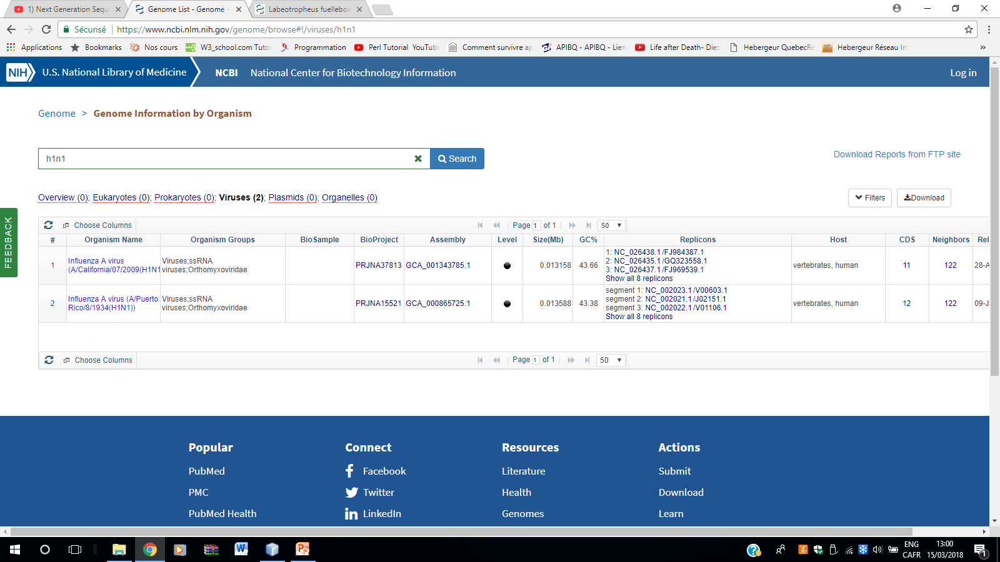 1) Next Generation Sequ
Genome List - Genome -
Labeotropheus fuellebor
Sécurisé https://www.ncbi.nlm.nih.gov/genome/browse#!/viruses/h1n1
Applications Bookmarks Nos cours W3_school.com Tutor Programmation Perl Tutorial YouTube Comment survivre ap APIBQ - APIBQ - Lien Life after Death- Died Hebergeur QuebecRe Hebergeur Réseau In »
NIH U.S. National Library of Medicine NCBI National Center for Biotechnology Information Log in
Genome > Genome Information by Organism
h1n1 Search
Download Reports from FTP site
Overview (0); Eukaryotes (0); Prokaryotes (0); Viruses (2); Plasmids (0); Organelles (0)
Filters Download
FEEDBACK
Choose Columns Page 1 of 1 50
# Organism Name Organism Groups BioSample BioProject Assembly Level Size(Mb) GC% Replicons Host CDS Neighbors Rel
1 Influenza A virus (A/California/07/2009(H1N1 Viruses;ssRNA viruses;Orthomyxoviridae PRJNA37813 GCA_001343785.1 0.013158 43.66
1: NC_026438.1/FJ984387.1
2: NC_026435.1/GQ323558.1
3: NC_026437.1/FJ969539.1
Show all 8 replicons
vertebrates, human 11 122 28-A
2 Influenza A virus (A/Puerto Rico/8/1934(H1N1)) Viruses;ssRNA viruses;Orthomyxoviridae PRJNA15521 GCA_000865725.1 0.013588 43.38
segment 1: NC_002023.1/V00603.1
segment 2: NC_002021.1/J02151.1
segment 3: NC_002022.1/V01106.1
Show all 8 replicons
vertebrates, human 12 122 09-J
Choose Columns Page 1 of 1 50
Popular Connect Resources Actions
PubMed Facebook Literature Submit
PMC Twitter Health Download
PubMed Health LinkedIn Genomes Learn
ENG 13:00
CAFR 15/03/2018
1